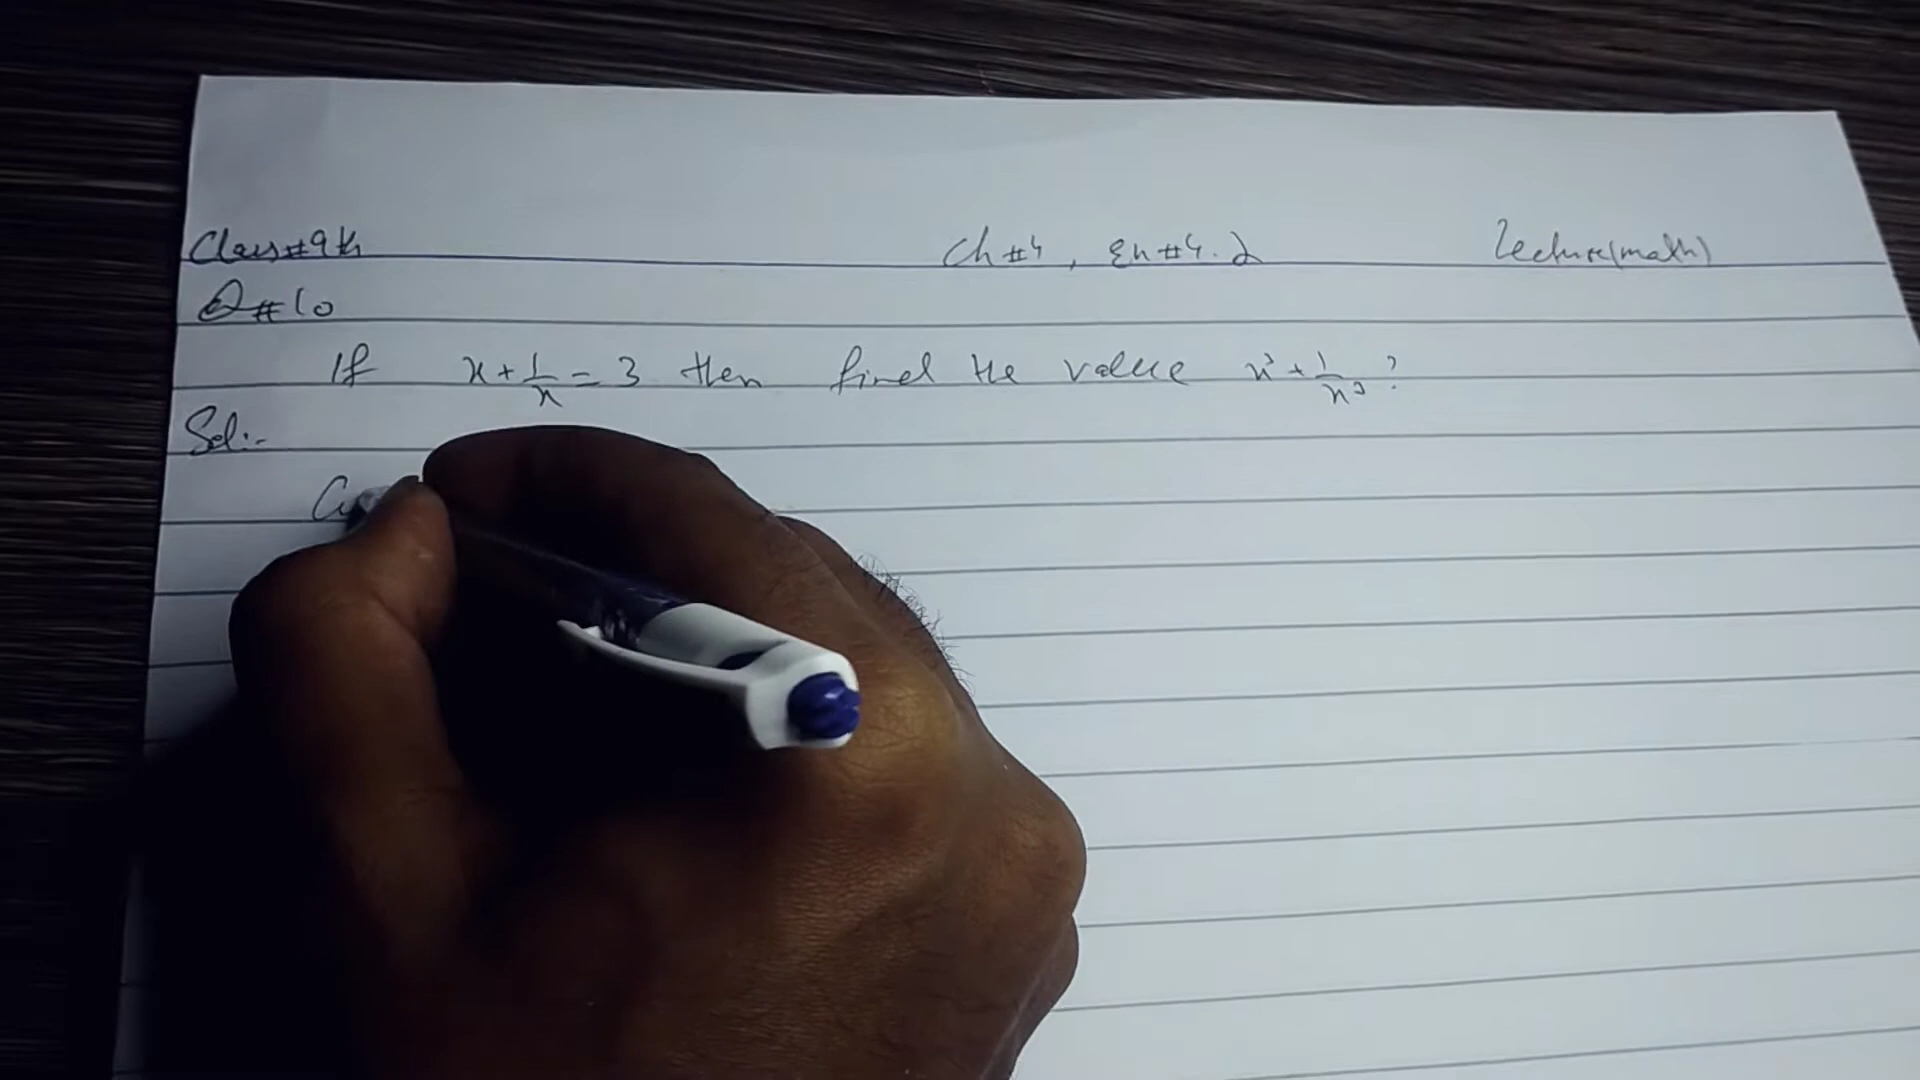 Class#9th Ch#4, Ex#4.2 Lecture(math)
Q#10
If x+1/x=3 then find the value x³+1/x³?
Sol:-